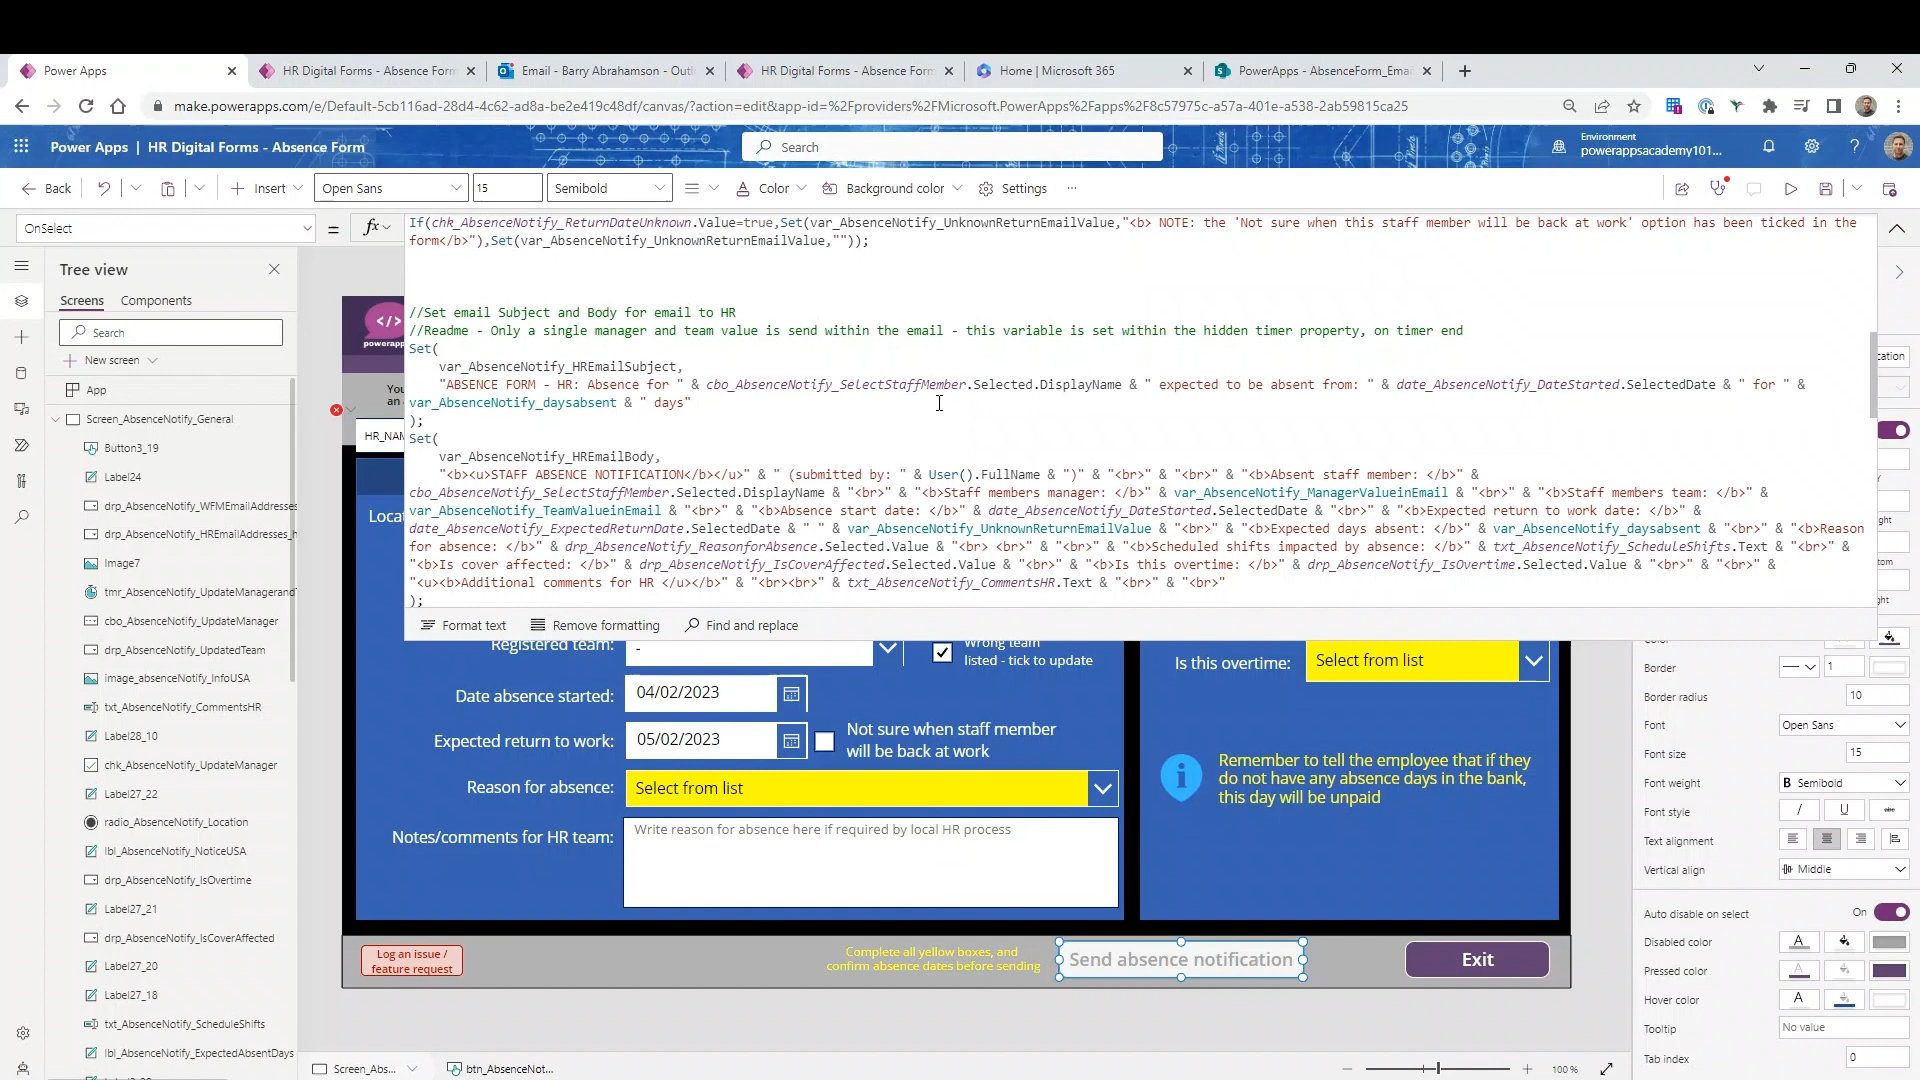 Power Apps
HR Digital Forms - Absence Form
Email - Barry Abrahamson - Outl
HR Digital Forms - Absence Form
Home | Microsoft 365
PowerApps - AbsenceForm_Emai
make.powerapps.com/e/Default-5cb116ad-28d4-4c62-ad8a-be2e419c48df/canvas/?action=edit&app-id=%2Fproviders%2FMicrosoft.PowerApps%2Fapps%2F8c57975c-a57a-401e-a538-2ab59815ca25
Power Apps | HR Digital Forms - Absence Form
Search
Environment
powerappsacademy101...
Back
Insert
Open Sans
15
Semibold
Color
Background color
Settings
OnSelect
=
fx
If(chk_AbsenceNotify_ReturnDateUnknown.Value=true,Set(var_AbsenceNotify_UnknownReturnEmailValue,"<b> NOTE: the 'Not sure when this staff member will be back at work' option has been ticked in the
form</b>"),Set(var_AbsenceNotify_UnknownReturnEmailValue,""));
//Set email Subject and Body for email to HR
//Readme - Only a single manager and team value is send within the email - this variable is set within the hidden timer property, on timer end
Set(
var_AbsenceNotify_HREmailSubject,
"ABSENCE FORM - HR: Absence for " & cbo_AbsenceNotify_SelectStaffMember.Selected.DisplayName & " expected to be absent from: " & date_AbsenceNotify_DateStarted.SelectedDate & " for " &
var_AbsenceNotify_daysabsent & " days"
);
Set(
var_AbsenceNotify_HREmailBody,
"<b><u>STAFF ABSENCE NOTIFICATION</b></u>" & " (submitted by: " & User().FullName & ")" & "<br>" & "<br>" & "<b>Absent staff member: </b>" &
cbo_AbsenceNotify_SelectStaffMember.Selected.DisplayName & "<br>" & "<b>Staff members manager: </b>" & var_AbsenceNotify_ManagerValueinEmail & "<br>" & "<b>Staff members team: </b>" &
var_AbsenceNotify_TeamValueinEmail & "<br>" & "<b>Absence start date: </b>" & date_AbsenceNotify_DateStarted.SelectedDate & "<br>" & "<b>Expected return to work date: </b>" &
date_AbsenceNotify_ExpectedReturnDate.SelectedDate & " " & var_AbsenceNotify_UnknownReturnEmailValue & "<br>" & "<b>Expected days absent: </b>" & var_AbsenceNotify_daysabsent & "<br>" & "<b>Reason
for absence: </b>" & drp_AbsenceNotify_ReasonforAbsence.Selected.Value & "<br> <br>" & "<br>" & "<b>Scheduled shifts impacted by absence: </b>" & txt_AbsenceNotify_ScheduleShifts.Text & "<br>" &
"<b>Is cover affected: </b>" & drp_AbsenceNotify_IsCoverAffected.Selected.Value & "<br>" & "<b>Is this overtime: </b>" & drp_AbsenceNotify_IsOvertime.Selected.Value & "<br>" & "<br>" &
"<u><b>Additional comments for HR </u></b>" & "<br><br>" & txt_AbsenceNotify_CommentsHR.Text & "<br>" & "<br>"
);
Format text
Remove formatting
Find and replace
Tree view
Screens
Components
Search
New screen
App
Screen_AbsenceNotify_General
Button3_19
Label24
drp_AbsenceNotify_WFMEmailAddresses
drp_AbsenceNotify_HREmailAddresses_h
Image7
tmr_AbsenceNotify_UpdateManagerand
cbo_AbsenceNotify_UpdateManager
drp_AbsenceNotify_UpdatedTeam
image_absenceNotify_InfoUSA
txt_AbsenceNotify_CommentsHR
Label28_10
chk_AbsenceNotify_UpdateManager
Label27_22
radio_AbsenceNotify_Location
lbl_AbsenceNotify_NoticeUSA
drp_AbsenceNotify_IsOvertime
Label27_21
drp_AbsenceNotify_IsCoverAffected
Label27_20
Label27_18
txt_AbsenceNotify_ScheduleShifts
lbl_AbsenceNotify_ExpectedAbsentDays
</>
powerapp
You
an a
HR_NAM
Locat
Registered team:
-
Wrong team
listed - tick to update
Date absence started:
04/02/2023
Expected return to work:
05/02/2023
Not sure when staff member
will be back at work
Reason for absence:
Select from list
Notes/comments for HR team:
Write reason for absence here if required by local HR process
Is this overtime:
Select from list
Remember to tell the employee that if they
do not have any absence days in the bank,
this day will be unpaid
Log an issue /
feature request
Complete all yellow boxes, and
confirm absence dates before sending
Send absence notification
Exit
cation
Y
ght
tom
ght
Color
Border
1
Border radius
10
Font
Open Sans
Font size
15
Font weight
B Semibold
Font style
/
U
abc
Text alignment
Vertical align
Middle
Auto disable on select
On
Disabled color
A
Pressed color
A
Hover color
A
Tooltip
No value
Tab index
0
Screen_Abs...
btn_AbsenceNot...
100 %